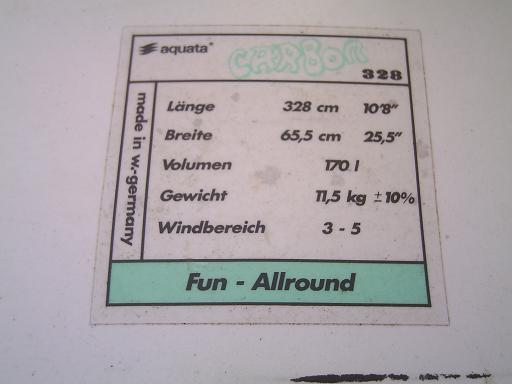 aquata
CARBON
328
made in w.-germany
Länge 328 cm 10'8"
Breite 65,5 cm 25,5"
Volumen 170 l
Gewicht 11,5 kg ±10%
Windbereich 3 - 5
Fun - Allround